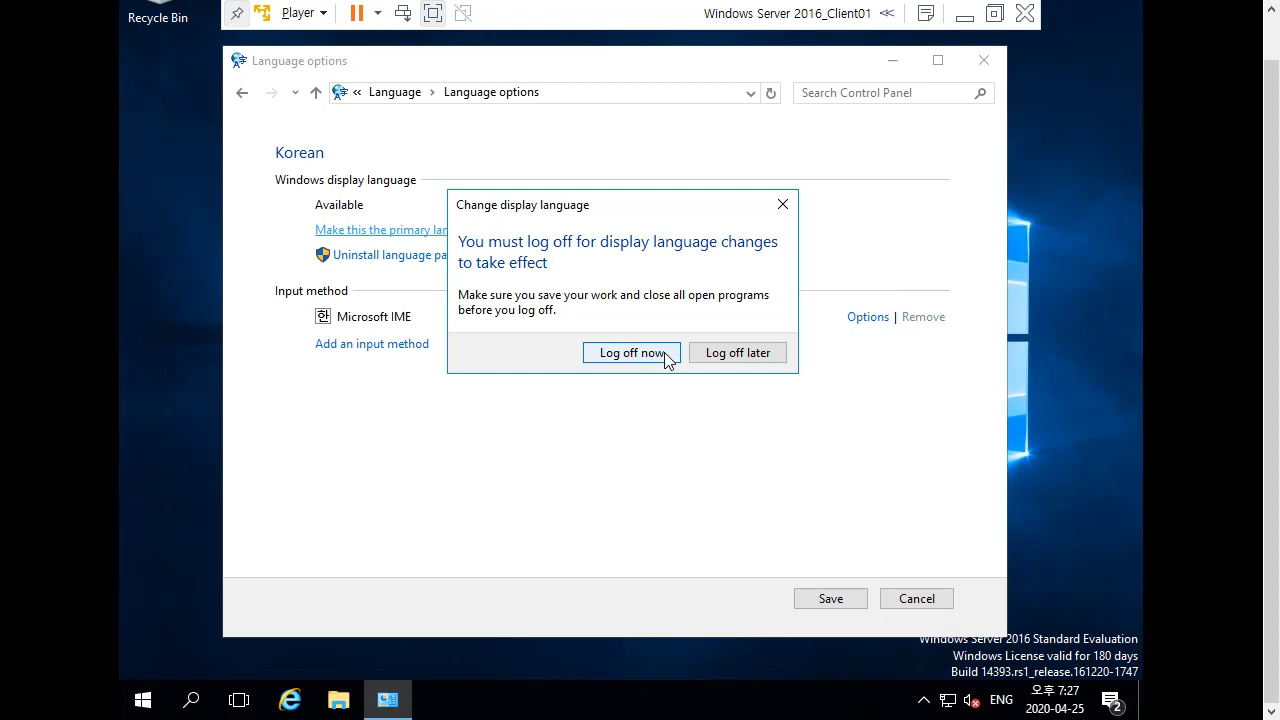 Recycle Bin
Player
Windows Server 2016_Client01
Language options
« Language > Language options
Search Control Panel
Korean
Windows display language
Available
Make this the primary lan
Uninstall language pa
Input method
한 Microsoft IME
Options | Remove
Add an input method
Change display language
You must log off for display language changes
to take effect
Make sure you save your work and close all open programs
before you log off.
Log off now
Log off later
Save
Cancel
Windows Server 2016 Standard Evaluation
Windows License valid for 180 days
Build 14393.rs1_release.161220-1747
ENG
오후 7:27
2020-04-25
2